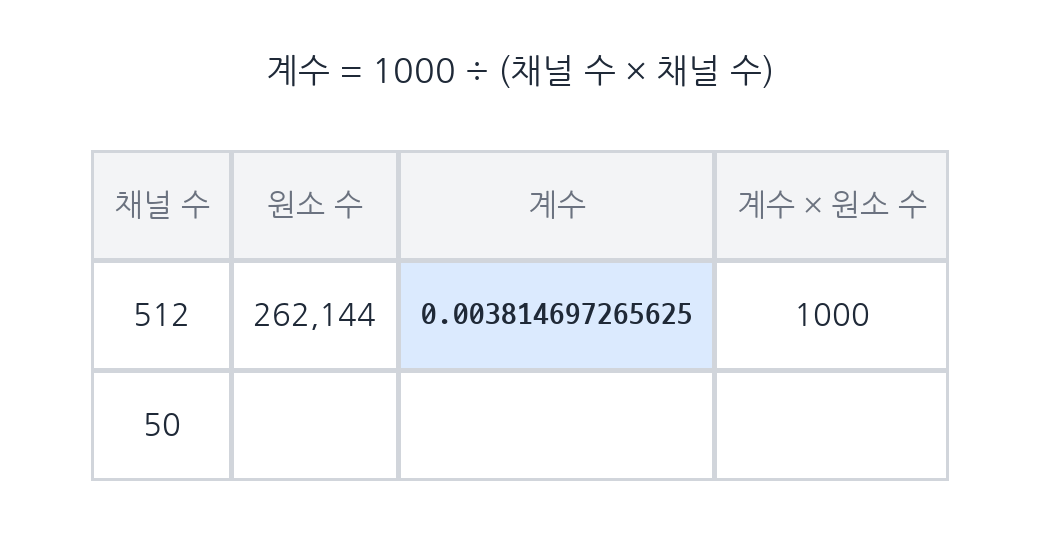 계수 = 1000 ÷ (채널 수 × 채널 수)
채널 수 원소 수 계수 계수 × 원소 수
512 262,144 0.003814697265625 1000
50